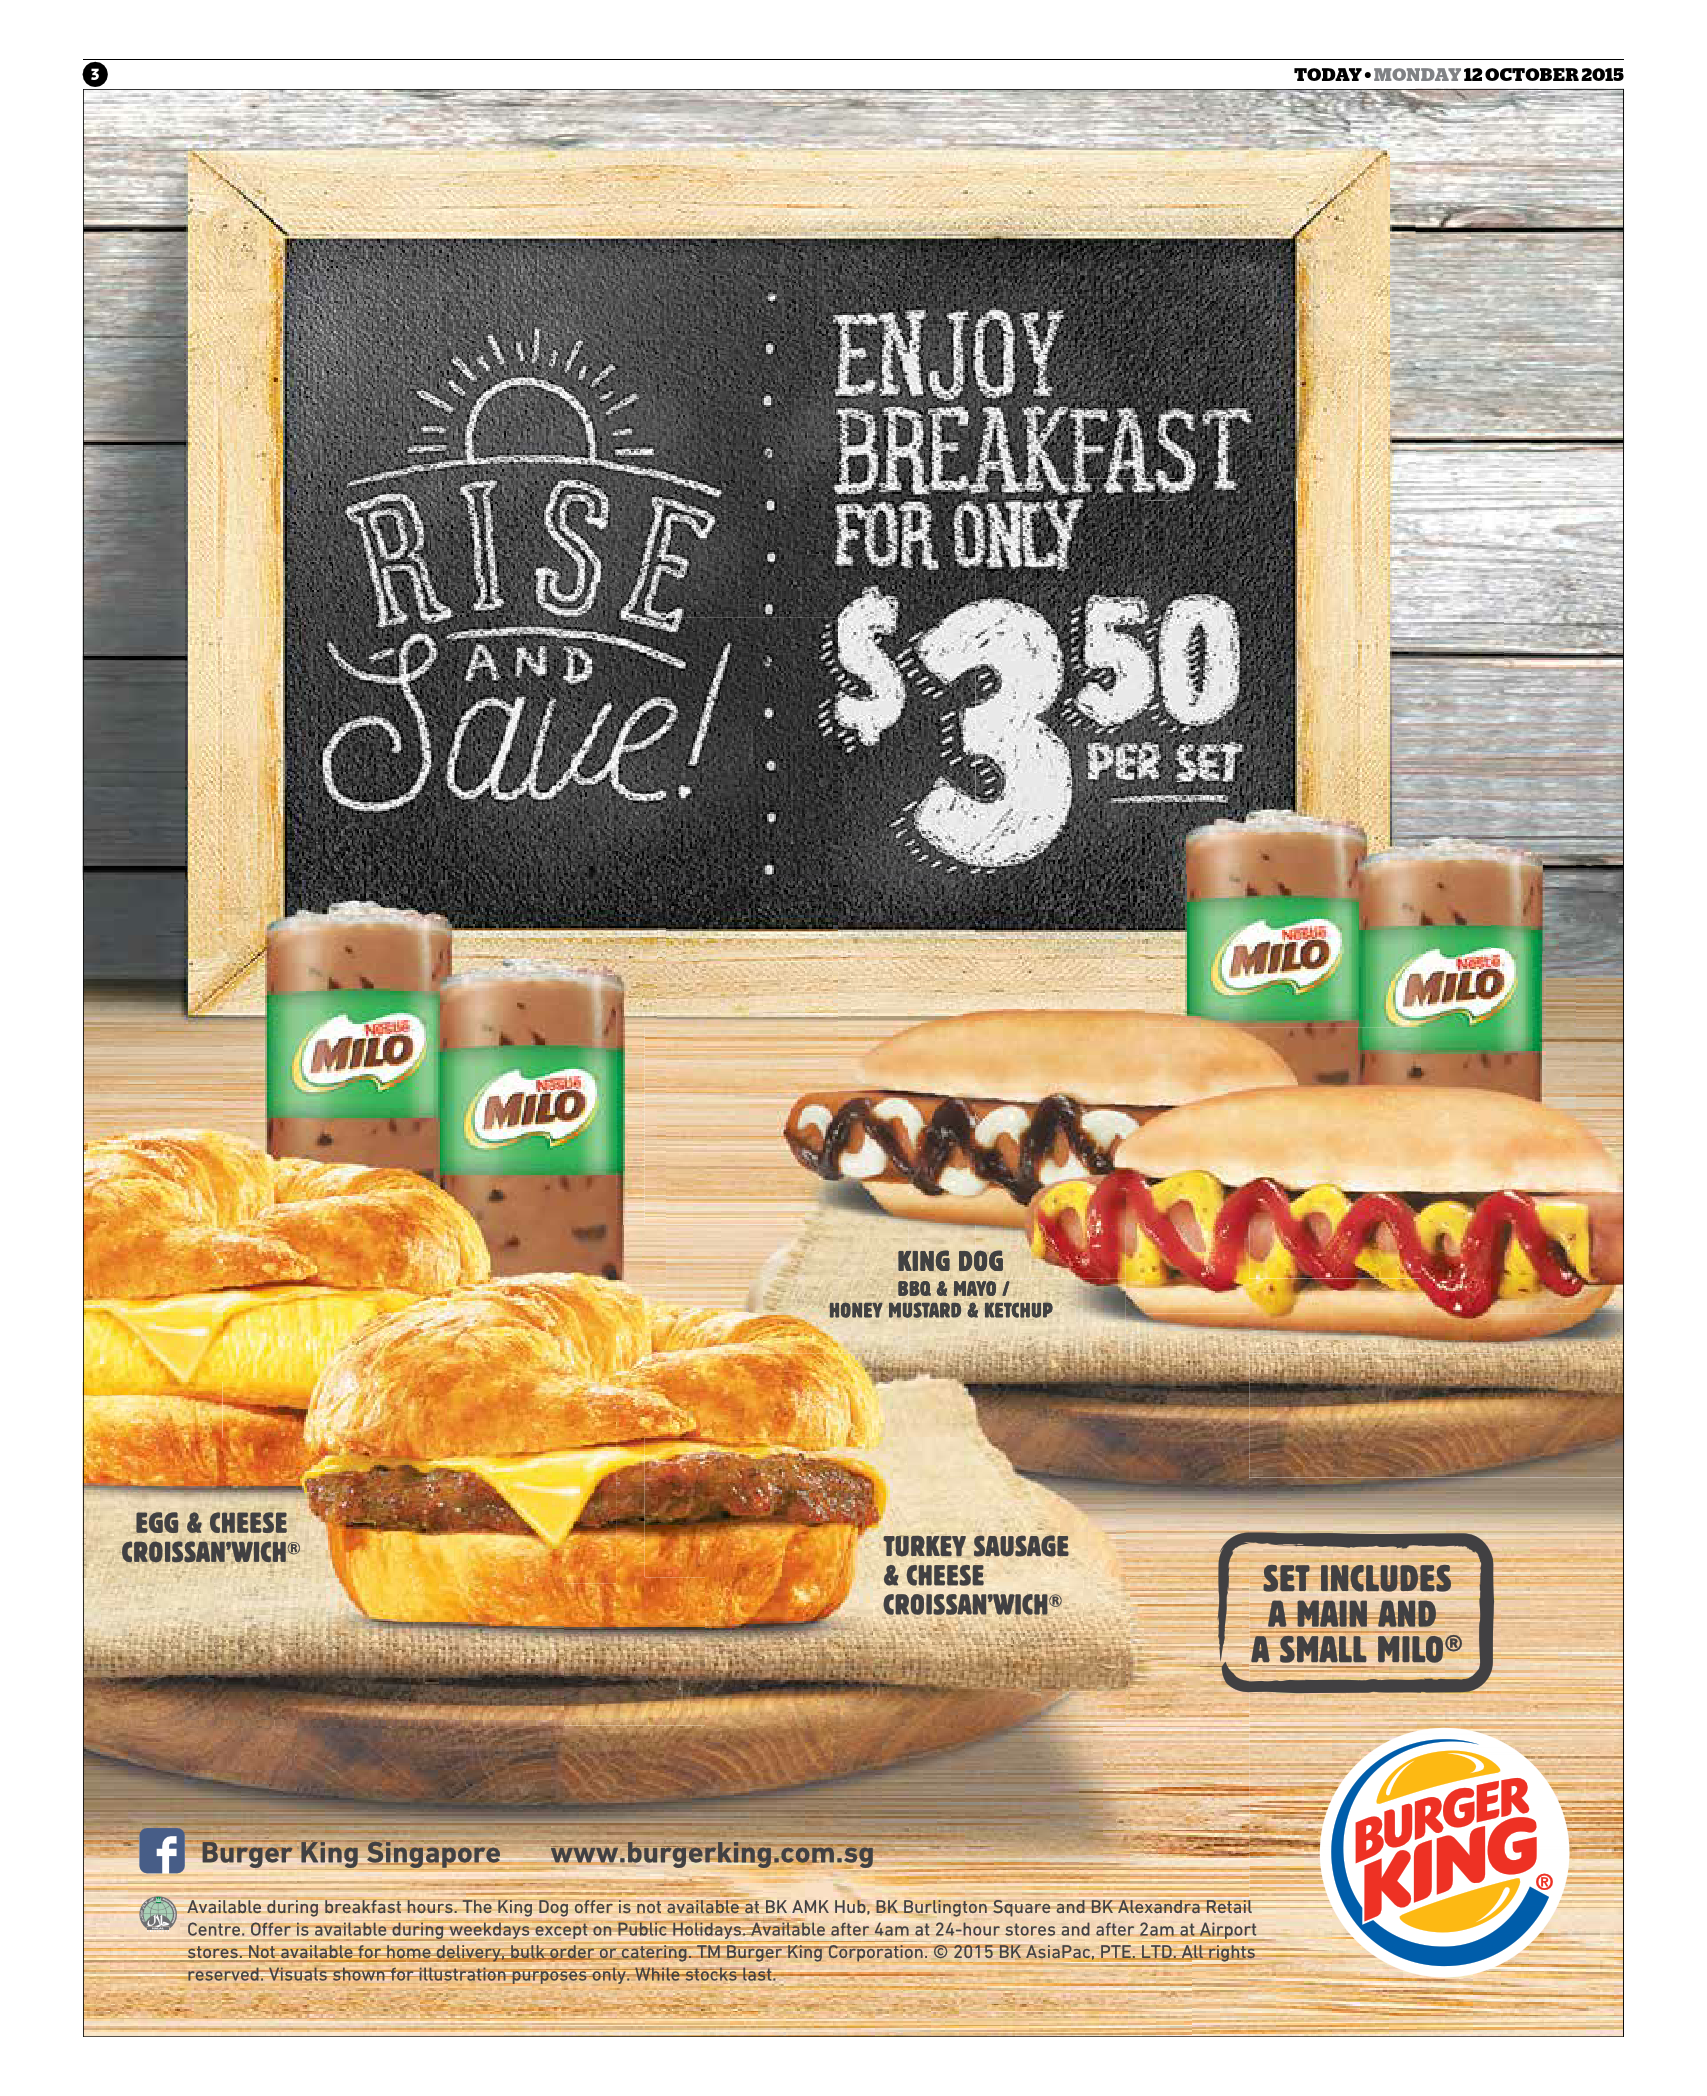 3
TODAY • MONDAY 12 OCTOBER 2015
RISE
AND
Save!
ENJOY
BREAKFAST
FOR ONLY
$3.50
PER SET
Nestlé
MILO
Nestlé
MILO
Nestlé
MILO
Nestlé
MILO
KING DOG
BBQ & MAYO /
HONEY MUSTARD & KETCHUP
EGG & CHEESE
CROISSAN'WICH®
TURKEY SAUSAGE
& CHEESE
CROISSAN'WICH®
SET INCLUDES
A MAIN AND
A SMALL MILO®
BURGER
KING®
f Burger King Singapore www.burgerking.com.sg
Available during breakfast hours. The King Dog offer is not available at BK AMK Hub, BK Burlington Square and BK Alexandra Retail
Centre. Offer is available during weekdays except on Public Holidays. Available after 4am at 24-hour stores and after 2am at Airport
stores. Not available for home delivery, bulk order or catering. TM Burger King Corporation. © 2015 BK AsiaPac, PTE. LTD. All rights
reserved. Visuals shown for illustration purposes only. While stocks last.